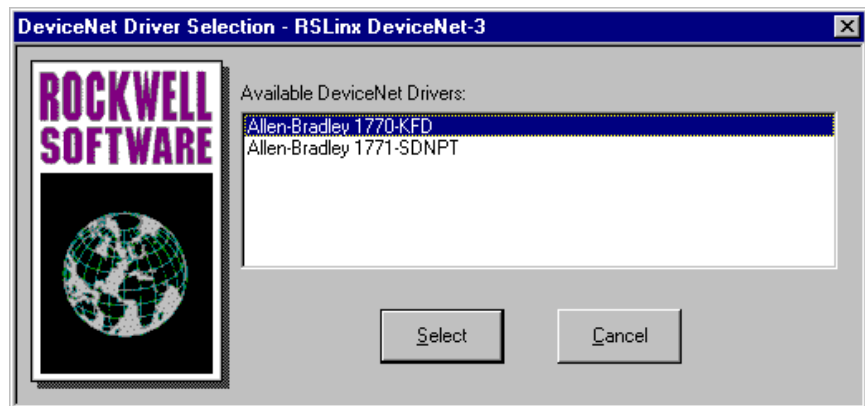 DeviceNet Driver Selection - RSLinx DeviceNet-3
ROCKWELL
SOFTWARE
Available DeviceNet Drivers:
Allen-Bradley 1770-KFD
Allen-Bradley 1771-SDNPT
Select
Cancel